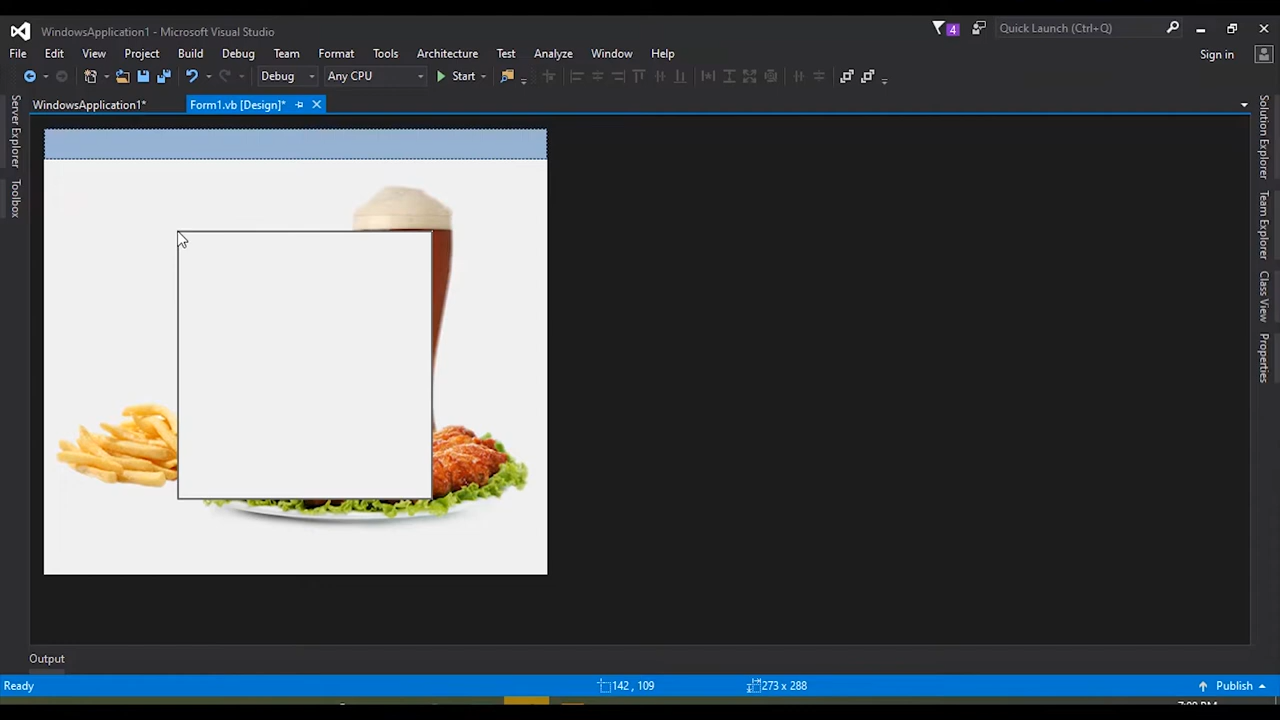 WindowsApplication1 - Microsoft Visual Studio
4
Quick Launch (Ctrl+Q)
File Edit View Project Build Debug Team Format Tools Architecture Test Analyze Window Help
Sign in
Debug Any CPU Start
WindowsApplication1* Form1.vb [Design]*
Server Explorer
Toolbox
Solution Explorer
Team Explorer
Class View
Properties
Output
Ready 142 , 109 273 x 288 Publish